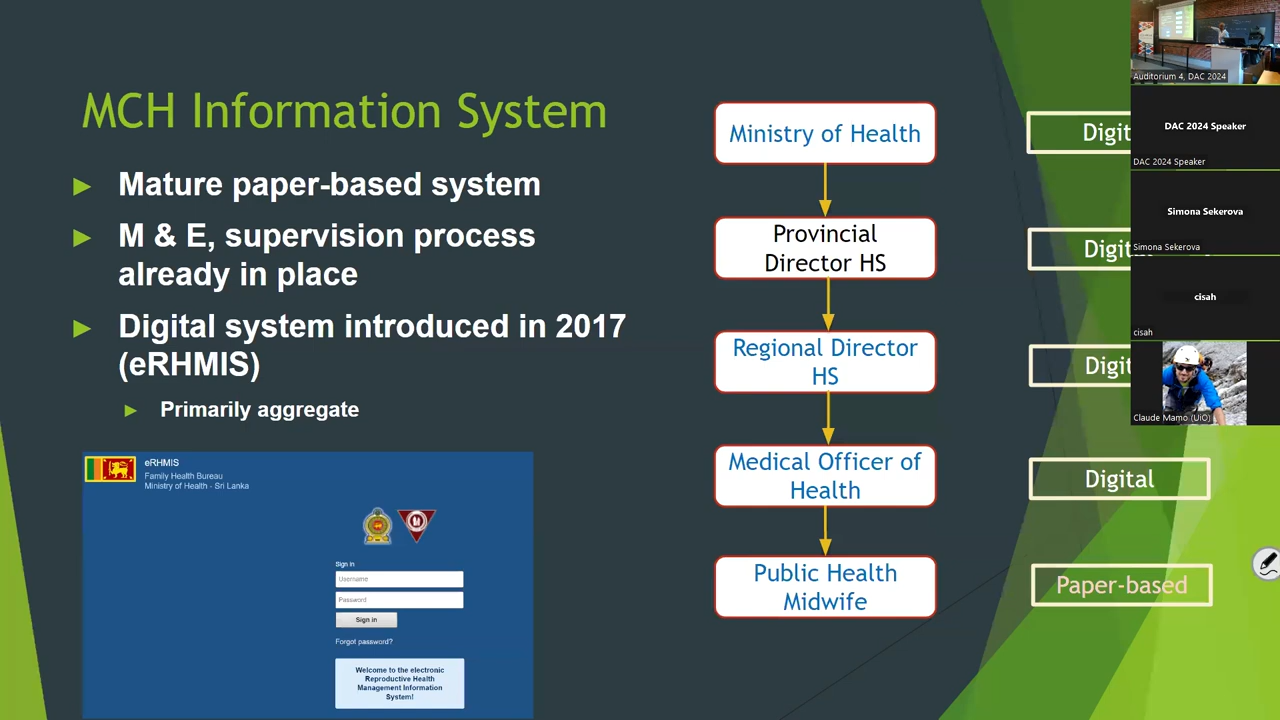 MCH Information System
Mature paper-based system
M & E, supervision process
already in place
Digital system introduced in 2017
(eRHMIS)
Primarily aggregate
eRHMIS
Family Health Bureau
Ministry of Health - Sri Lanka
Sign in
Username
Password
Sign in
Forgot password?
Welcome to the electronic
Reproductive Health
Management Information
System!
Ministry of Health
Provincial
Director HS
Regional Director
HS
Medical Officer of
Health
Public Health
Midwife
Digit
Digit
Digit
Digital
Paper-based
Auditorium 4, DAC 2024
DAC 2024 Speaker
DAC 2024 Speaker
Simona Sekerova
Simona Sekerova
cisah
cisah
Claude Mamo (UiO)